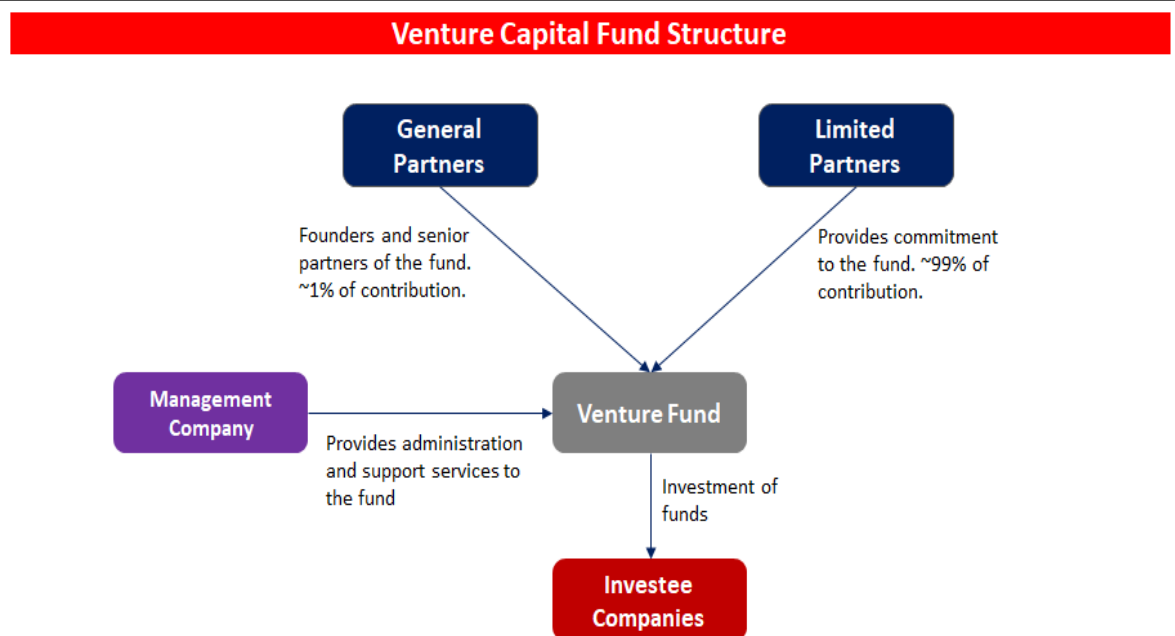 Venture Capital Fund Structure
General
Partners
Limited
Partners
Founders and senior
partners of the fund.
~1% of contribution.
Provides commitment
to the fund. ~99% of
contribution.
Management
Company
Venture Fund
Provides administration
and support services to
the fund
Investment of
funds
Investee
Companies